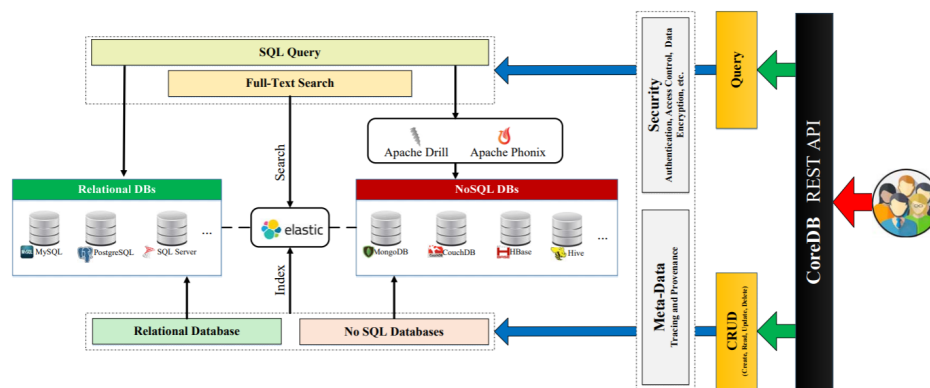 SQL Query
Full-Text Search
Search
Apache Drill
Apache Phonix
Relational DBs
NoSQL DBs
MySQL
PostgreSQL
SQL Server
...
elastic
MongoDB
CouchDB
HBase
Hive
...
Index
Relational Database
No SQL Databases
Security
Authentication, Access Control, Data
Encryption, etc.
Meta-Data
Tracing and Provenance
Query
CRUD
(Create, Read, Update, Delete)
CoreDB REST API